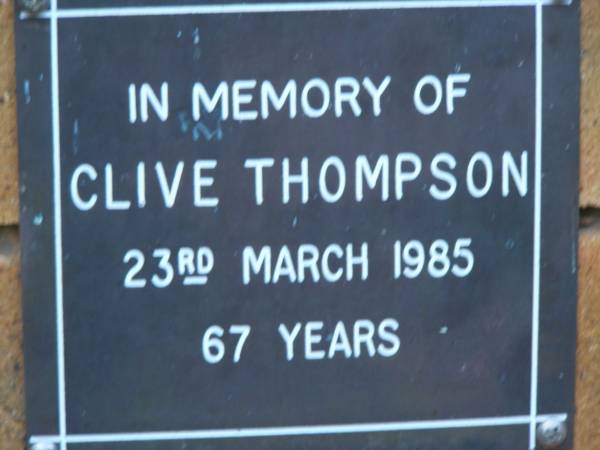 IN MEMORY OF
CLIVE THOMPSON
23RD MARCH 1985
67 YEARS